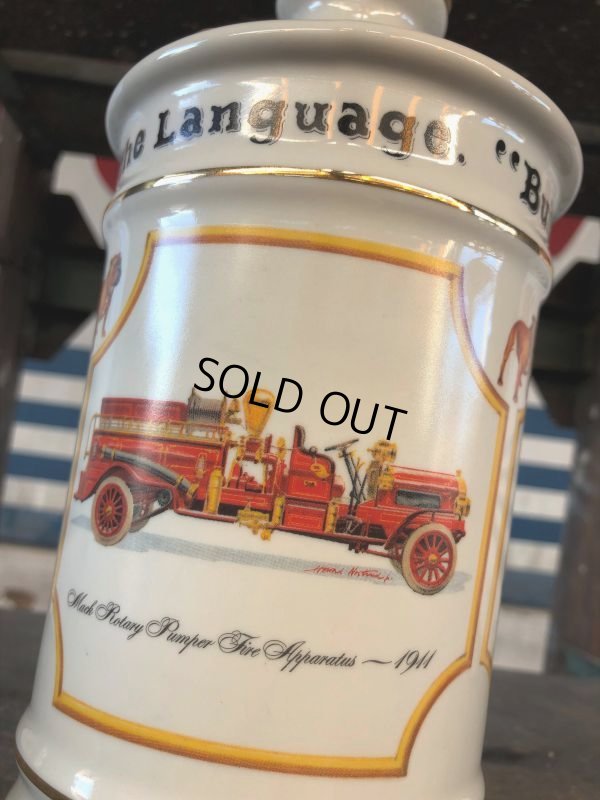 the Language. "Bu
SOLD OUT
Mack Rotary Pumper Fire Apparatus ~ 1911